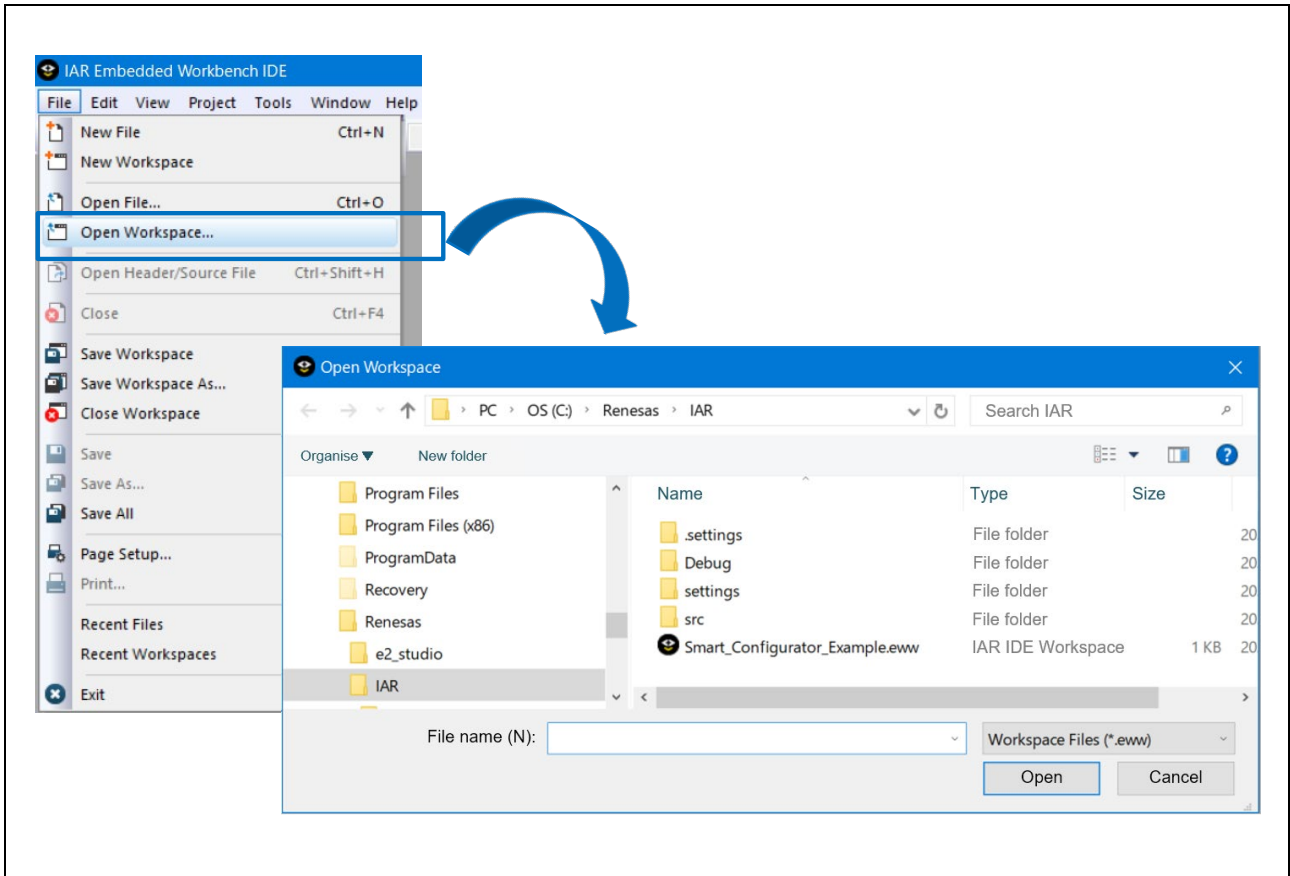 IAR Embedded Workbench IDE
File Edit View Project Tools Window Help
New File Ctrl+N
New Workspace
Open File... Ctrl+O
Open Workspace...
Open Header/Source File Ctrl+Shift+H
Close Ctrl+F4
Save Workspace
Save Workspace As...
Close Workspace
Save
Save As...
Save All
Page Setup...
Print...
Recent Files
Recent Workspaces
Exit
Open Workspace
PC › OS (C:) › Renesas › IAR
Search IAR
Organise ▼ New folder
Program Files
Program Files (x86)
ProgramData
Recovery
Renesas
e2_studio
IAR
Name Type Size
.settings File folder 20
Debug File folder 20
settings File folder 20
src File folder 20
Smart_Configurator_Example.eww IAR IDE Workspace 1 KB 20
File name (N):
Workspace Files (*.eww)
Open Cancel